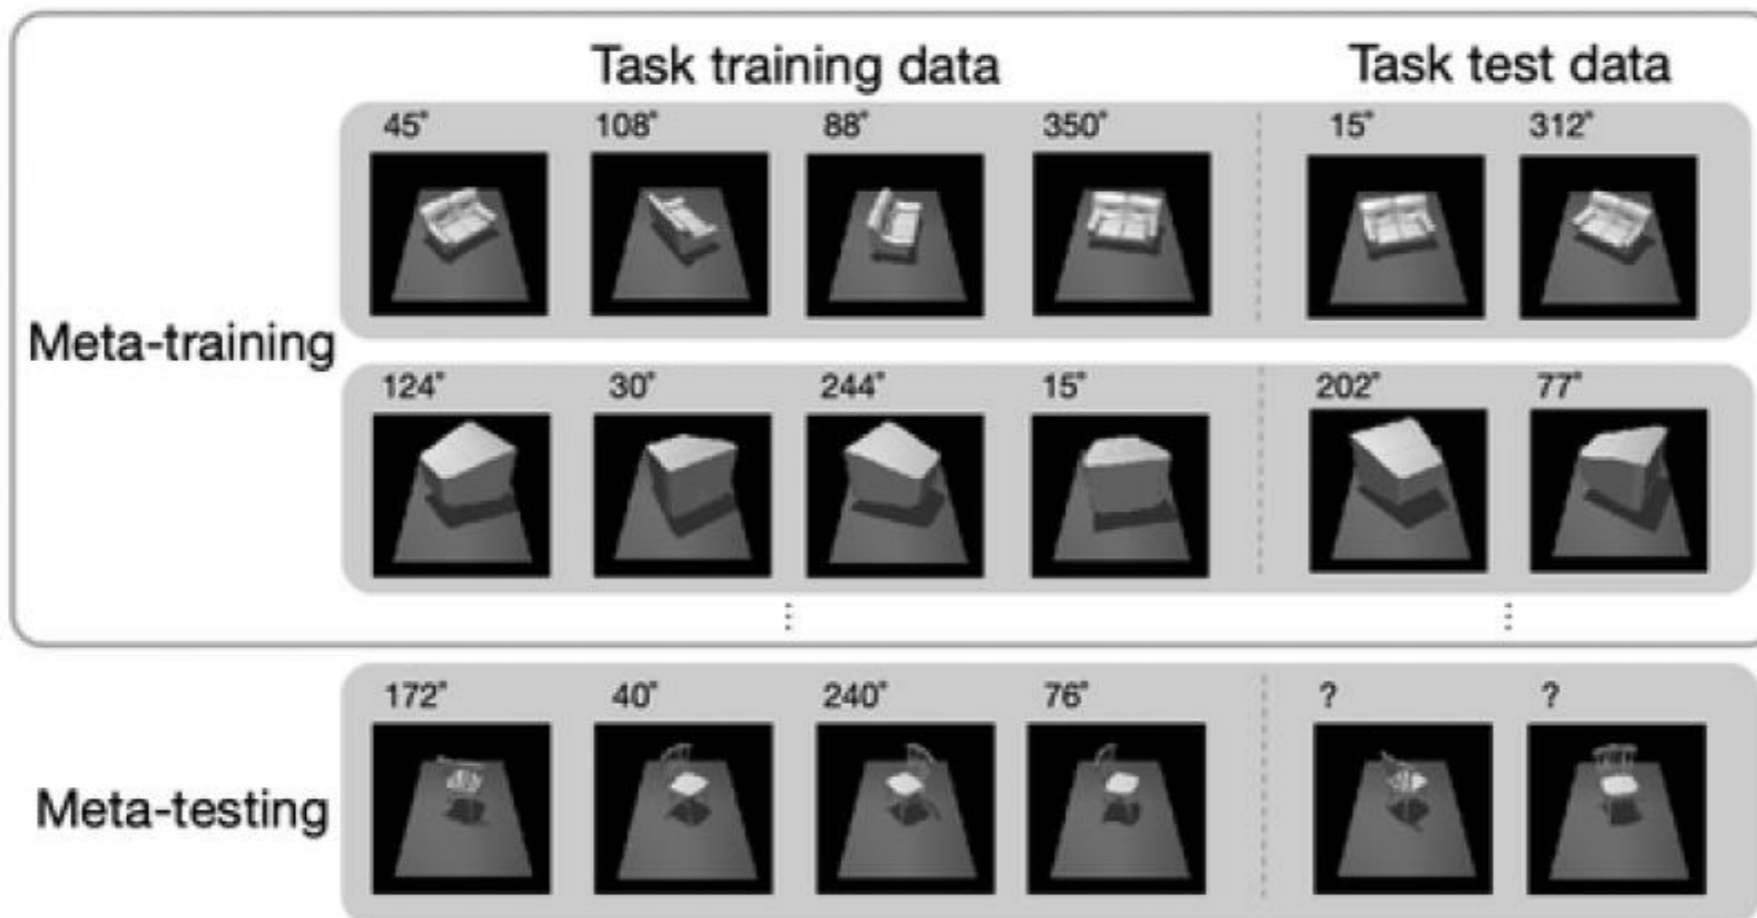 Task training data Task test data
45° 108° 88° 350° 15° 312°
Meta-training
124° 30° 244° 15° 202° 77°
172° 40° 240° 76° ? ?
Meta-testing